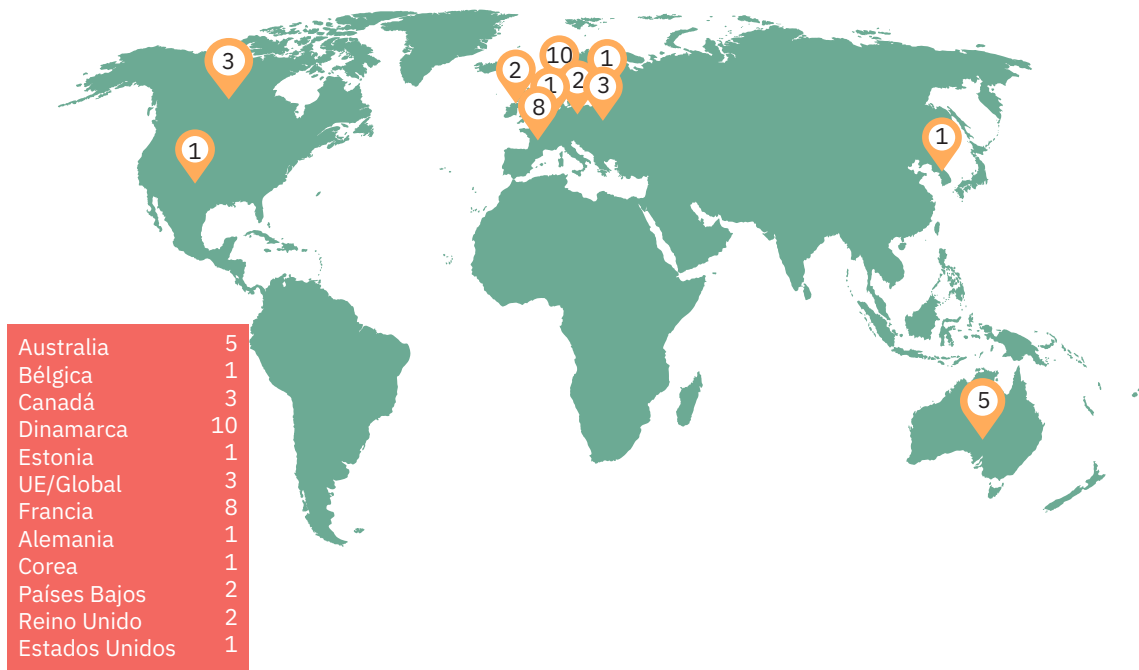 3
10
1
2
2
1
3
8
1
1
5
Australia 5
Bélgica 1
Canadá 3
Dinamarca 10
Estonia 1
UE/Global 3
Francia 8
Alemania 1
Corea 1
Países Bajos 2
Reino Unido 2
Estados Unidos 1